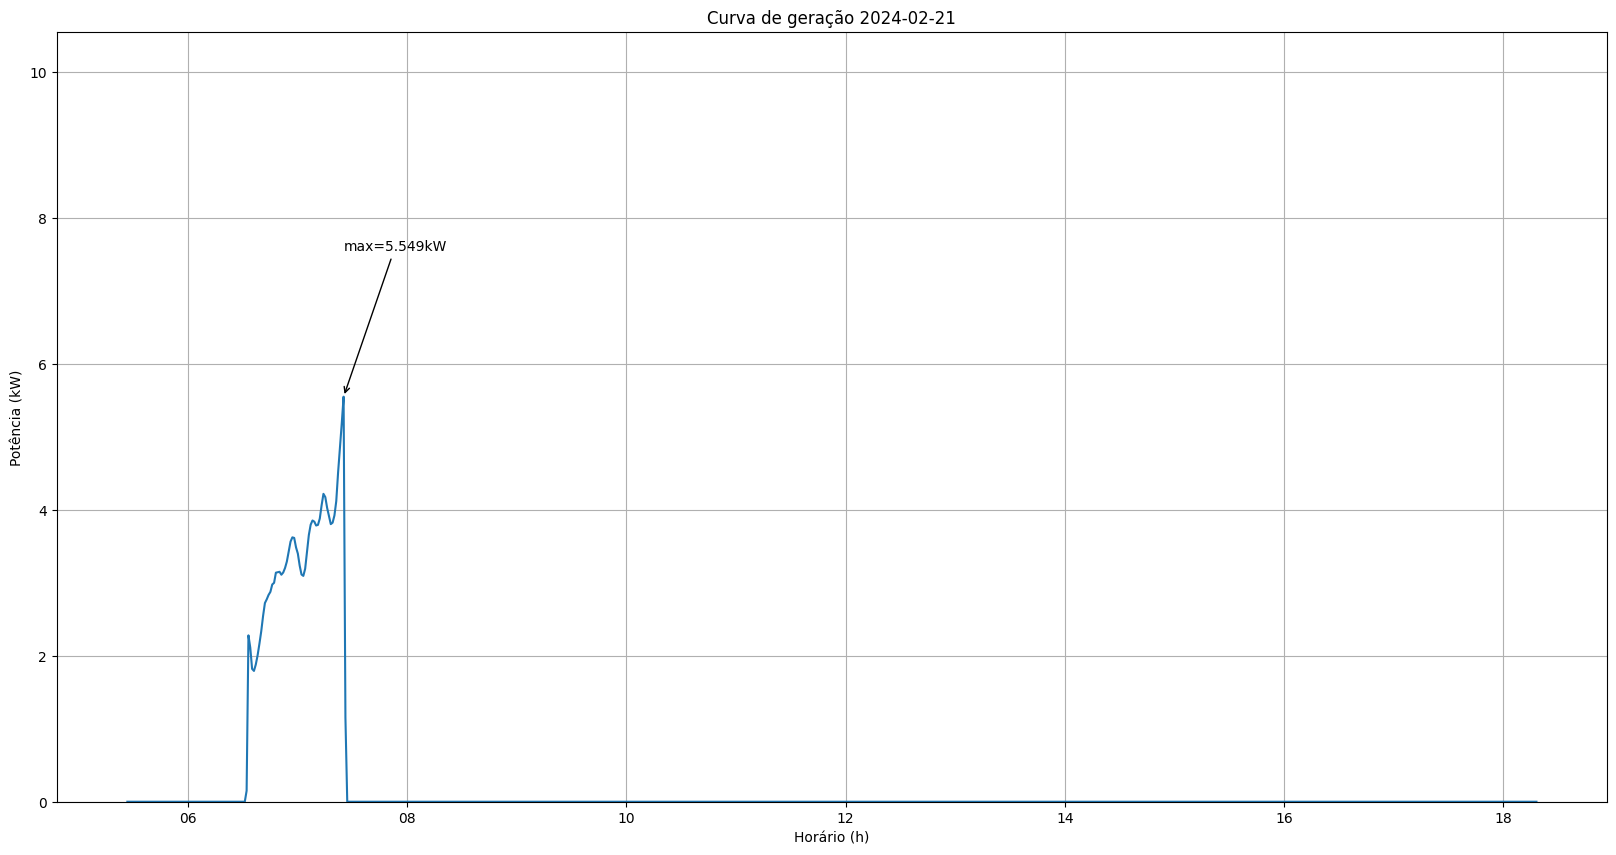 Curva de geração 2024-02-21
10
8
max=5.549kW
6
Potência (kW)
4
2
0
06 08 10 12 14 16 18
Horário (h)